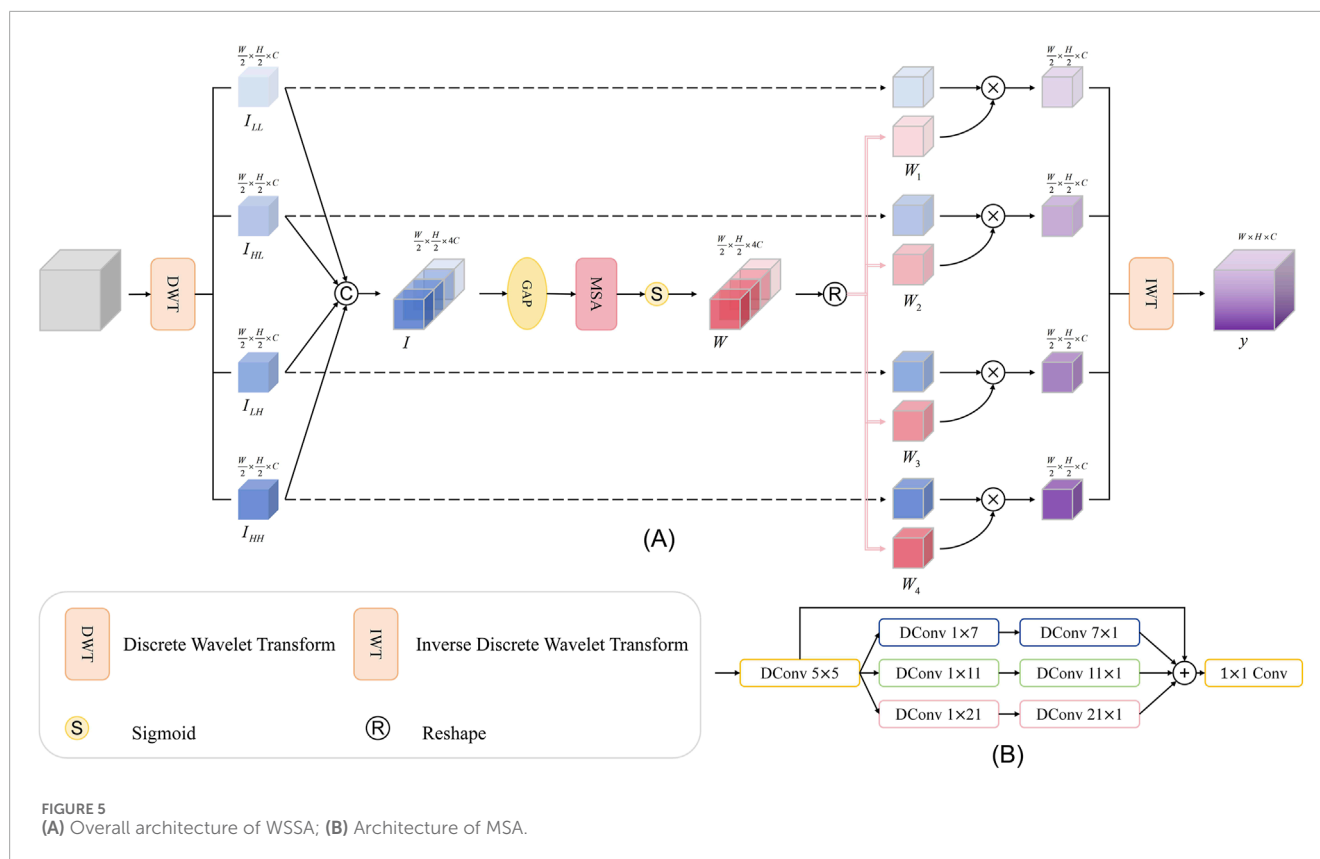 W/2 × H/2 × C
I_LL
W/2 × H/2 × C
I_HL
W/2 × H/2 × C
I_LH
W/2 × H/2 × C
I_HH
DWT
C
W/2 × H/2 × 4C
I
GAP
MSA
S
W/2 × H/2 × 4C
W
R
W_1
×
W/2 × H/2 × C
W_2
×
W/2 × H/2 × C
W_3
×
W/2 × H/2 × C
W_4
×
W/2 × H/2 × C
IWT
W × H × C
y
(A)
DWT Discrete Wavelet Transform
IWT Inverse Discrete Wavelet Transform
S Sigmoid
R Reshape
DConv 5×5
DConv 1×7
DConv 7×1
DConv 1×11
DConv 11×1
DConv 1×21
DConv 21×1
+
1×1 Conv
(B)
FIGURE 5
(A) Overall architecture of WSSA; (B) Architecture of MSA.